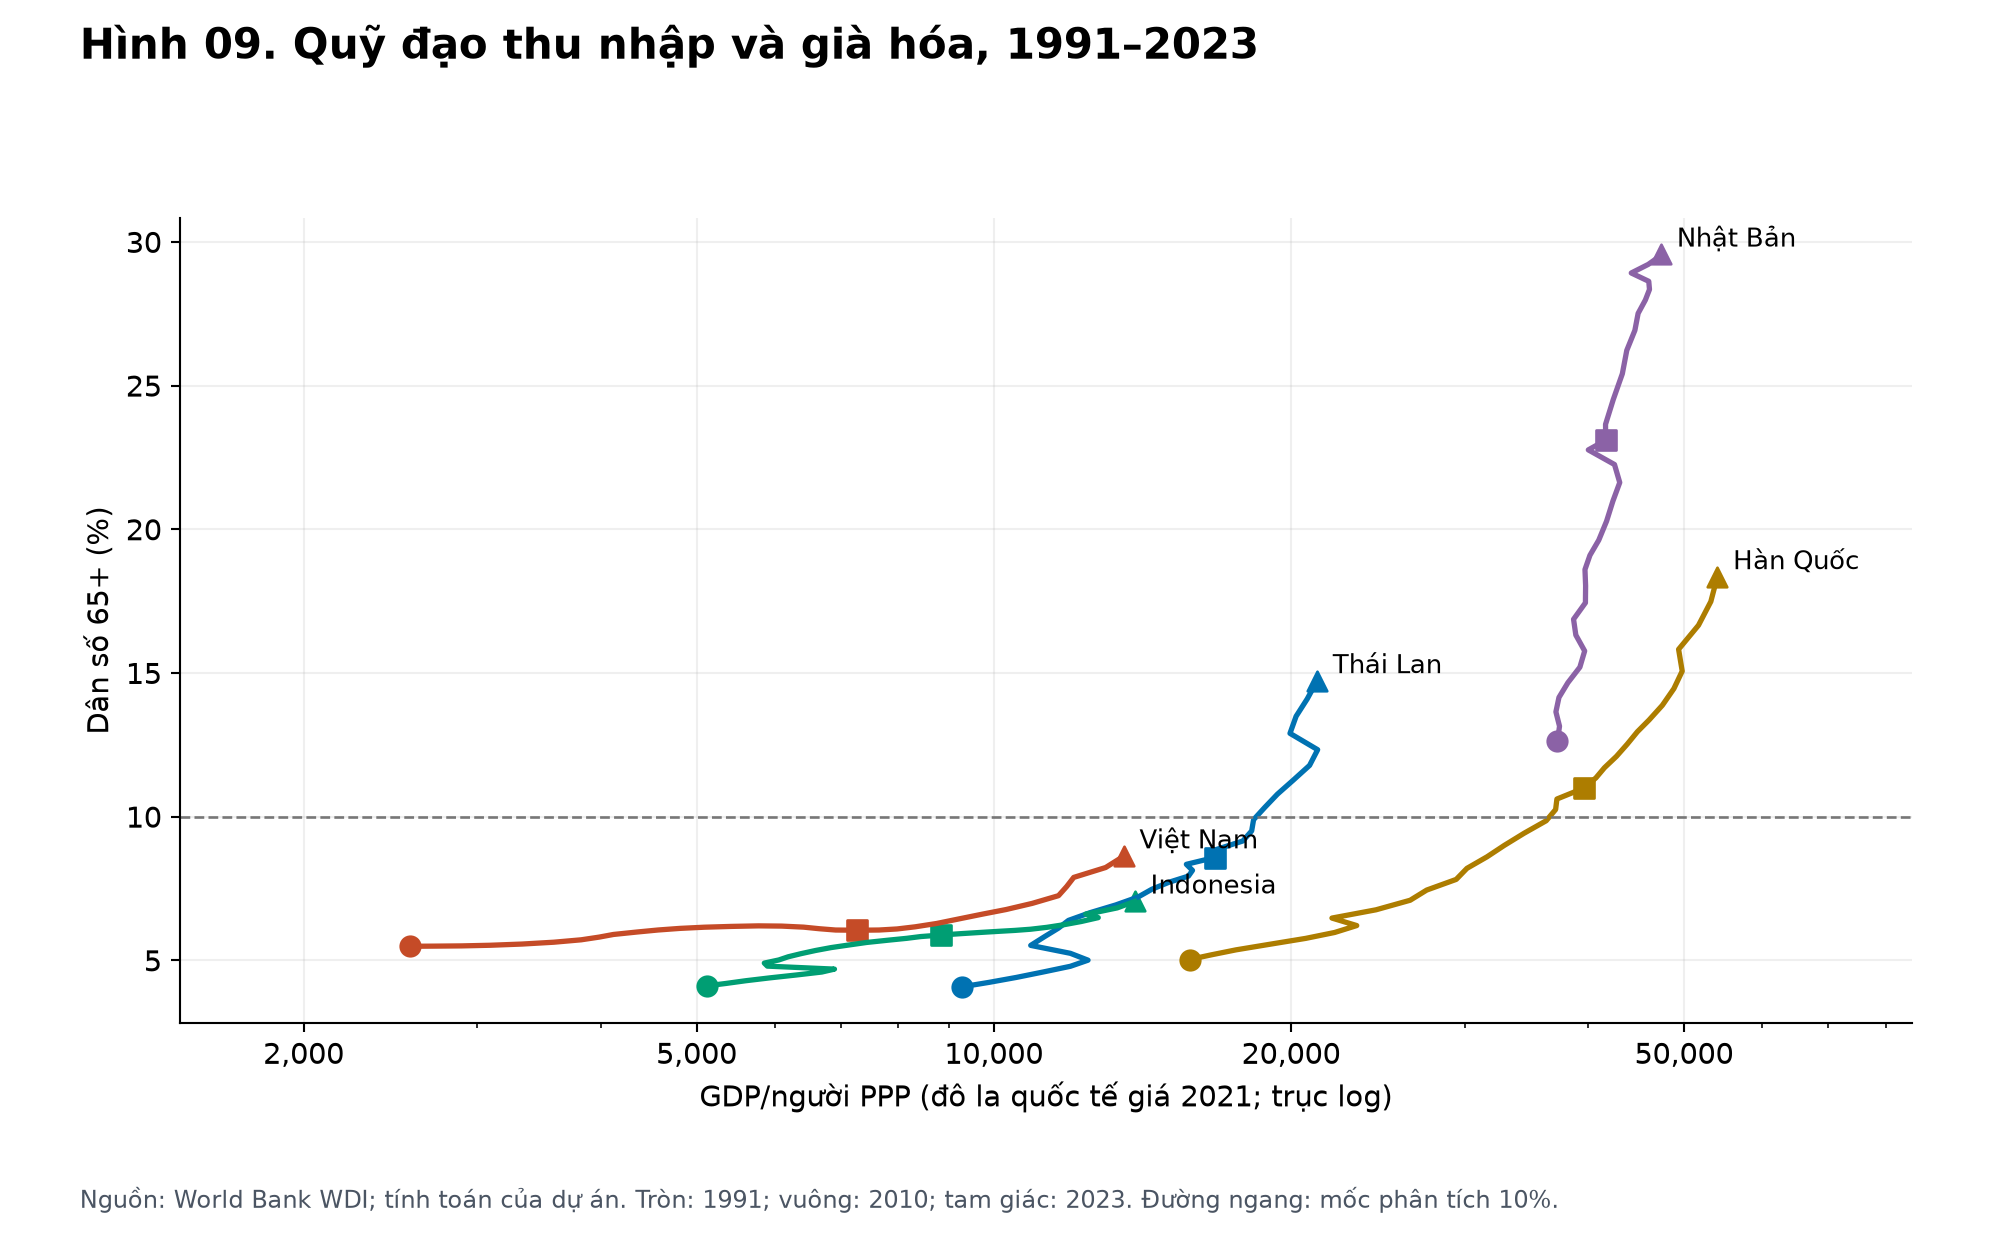 Hình 09. Quỹ đạo thu nhập và già hóa, 1991–2023
30
25
20
15
10
5
Dân số 65+ (%)
Nhật Bản
Hàn Quốc
Thái Lan
Việt Nam
Indonesia
2,000
5,000
10,000
20,000
50,000
GDP/người PPP (đô la quốc tế giá 2021; trục log)
Nguồn: World Bank WDI; tính toán của dự án. Tròn: 1991; vuông: 2010; tam giác: 2023. Đường ngang: mốc phân tích 10%.